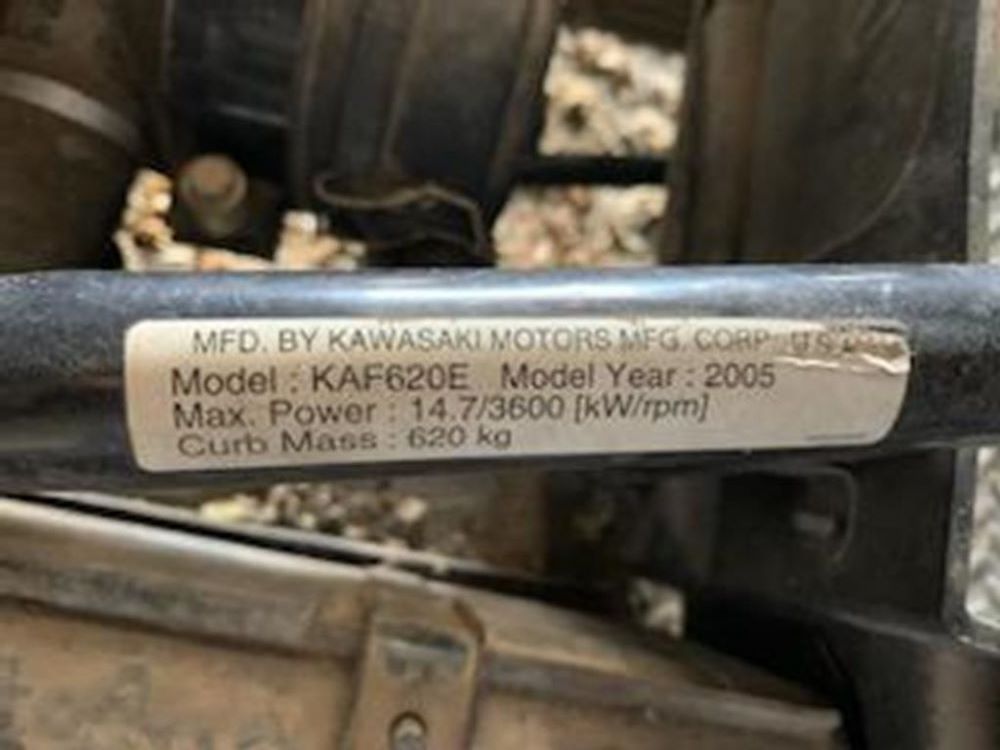 MFD. BY KAWASAKI MOTORS MFG. CORP. U.S.A.
Model : KAF620E Model Year : 2005
Max. Power : 14.7/3600 [kW/rpm]
Curb Mass : 620 kg